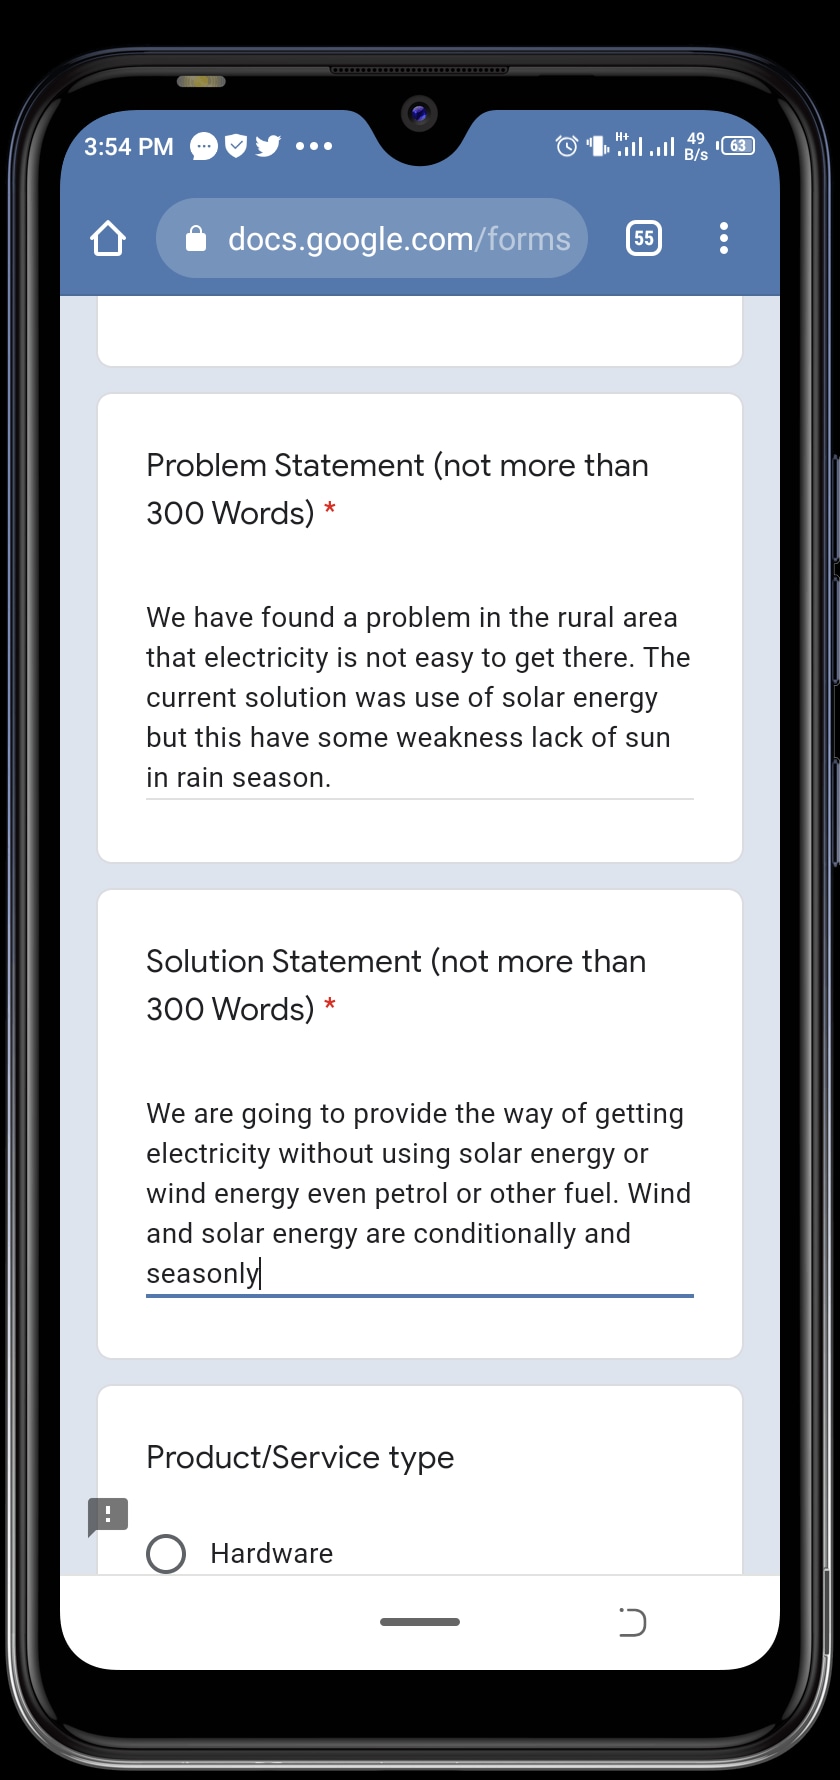 3:54 PM
H+
49
B/s
63
docs.google.com/forms
55
Problem Statement (not more than
300 Words) *
We have found a problem in the rural area
that electricity is not easy to get there. The
current solution was use of solar energy
but this have some weakness lack of sun
in rain season.
Solution Statement (not more than
300 Words) *
We are going to provide the way of getting
electricity without using solar energy or
wind energy even petrol or other fuel. Wind
and solar energy are conditionally and
seasonly
Product/Service type
Hardware